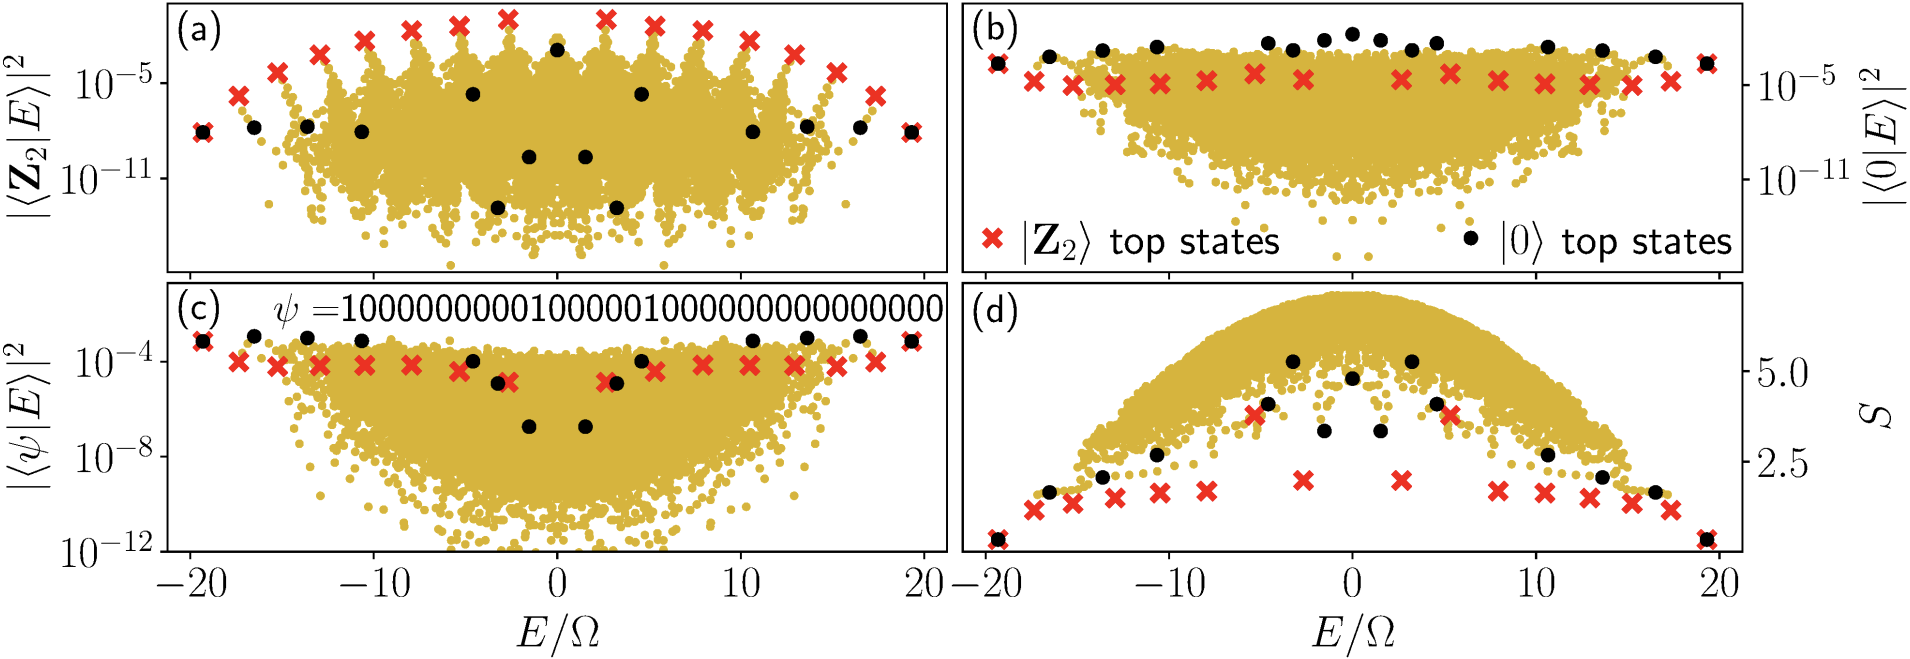 (a)
|⟨Z₂|E⟩|²
10⁻⁵
10⁻¹¹
−20 −10 0 10 20
E/Ω
(b)
|⟨0|E⟩|²
10⁻⁵
10⁻¹¹
|Z₂⟩ top states
|0⟩ top states
(c)
ψ =100000000010000010000000000000000
|⟨ψ|E⟩|²
10⁻⁴
10⁻⁸
10⁻¹²
(d)
5.0
2.5
S
−20 −10 0 10 20
E/Ω